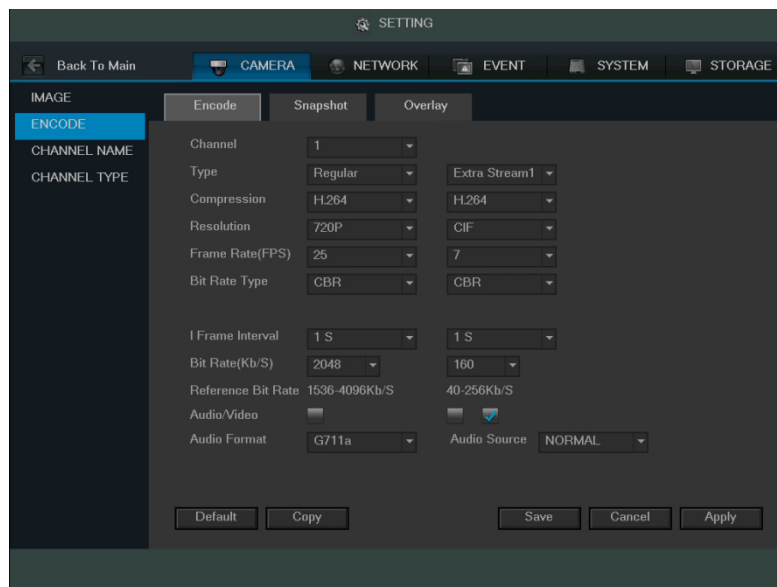 SETTING
Back To Main CAMERA NETWORK EVENT SYSTEM STORAGE
IMAGE
ENCODE
CHANNEL NAME
CHANNEL TYPE
Encode Snapshot Overlay
Channel 1
Type Regular Extra Stream1
Compression H.264 H.264
Resolution 720P CIF
Frame Rate(FPS) 25 7
Bit Rate Type CBR CBR
I Frame Interval 1 S 1 S
Bit Rate(Kb/S) 2048 160
Reference Bit Rate 1536-4096Kb/S 40-256Kb/S
Audio/Video
Audio Format G711a Audio Source NORMAL
Default Copy Save Cancel Apply